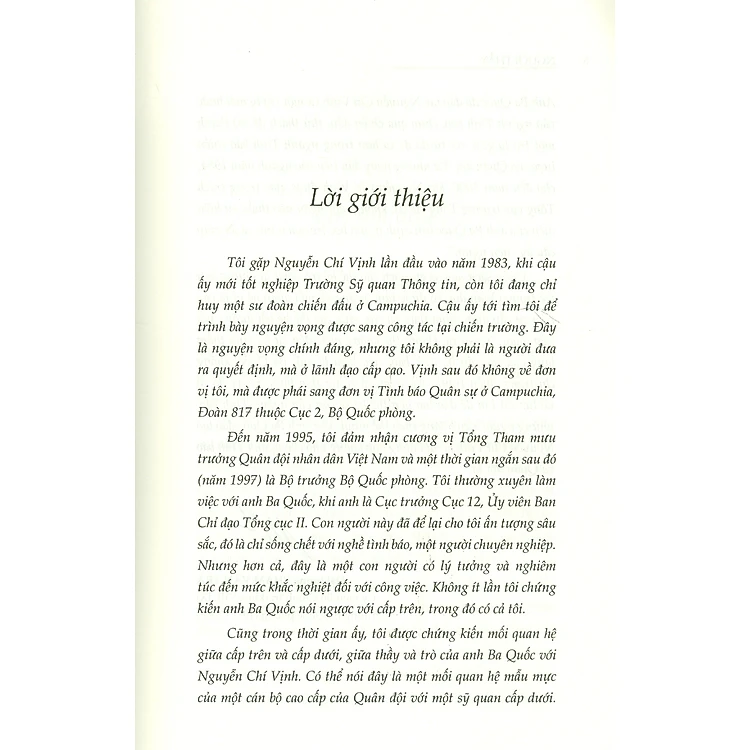 Lời giới thiệu
Tôi gặp Nguyễn Chí Vịnh lần đầu vào năm 1983, khi cậu
ấy mới tốt nghiệp Trường Sỹ quan Thông tin, còn tôi đang chỉ
huy một sư đoàn chiến đấu ở Campuchia. Cậu ấy tới tìm tôi để
trình bày nguyện vọng được sang công tác tại chiến trường. Đây
là nguyện vọng chính đáng, nhưng tôi không phải là người đưa
ra quyết định, mà ở lãnh đạo cấp cao. Vịnh sau đó không về đơn
vị tôi, mà được phái sang đơn vị Tình báo Quân sự ở Campuchia,
Đoàn 817 thuộc Cục 2, Bộ Quốc phòng.
Đến năm 1995, tôi đảm nhận cương vị Tổng Tham mưu
trưởng Quân đội nhân dân Việt Nam và một thời gian ngắn sau đó
(năm 1997) là Bộ trưởng Bộ Quốc phòng. Tôi thường xuyên làm
việc với anh Ba Quốc, khi anh là Cục trưởng Cục 12, Ủy viên Ban
Chỉ đạo Tổng cục II. Con người này đã để lại cho tôi ấn tượng sâu
sắc, đó là chỉ sống chết với nghề tình báo, một người chuyên nghiệp.
Nhưng hơn cả, đây là một con người có lý tưởng và nghiêm
túc đến mức khắc nghiệt đối với công việc. Không ít lần tôi chứng
kiến anh Ba Quốc nói ngược với cấp trên, trong đó có cả tôi.
Cũng trong thời gian ấy, tôi được chứng kiến mối quan hệ
giữa cấp trên và cấp dưới, giữa thầy và trò của anh Ba Quốc với
Nguyễn Chí Vịnh. Có thể nói đây là một mối quan hệ mẫu mực
của một cán bộ cao cấp của Quân đội với một sỹ quan cấp dưới.